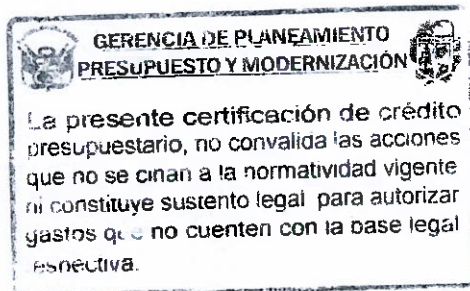 GERENCIA DE PLANEAMIENTO
PRESUPUESTO Y MODERNIZACIÓN
La presente certificación de crédito
presupuestario, no convalida las acciones
que no se cinan a la normatividad vigente
ni constituye sustento legal para autorizar
gastos que no cuenten con la base legal
respectiva.